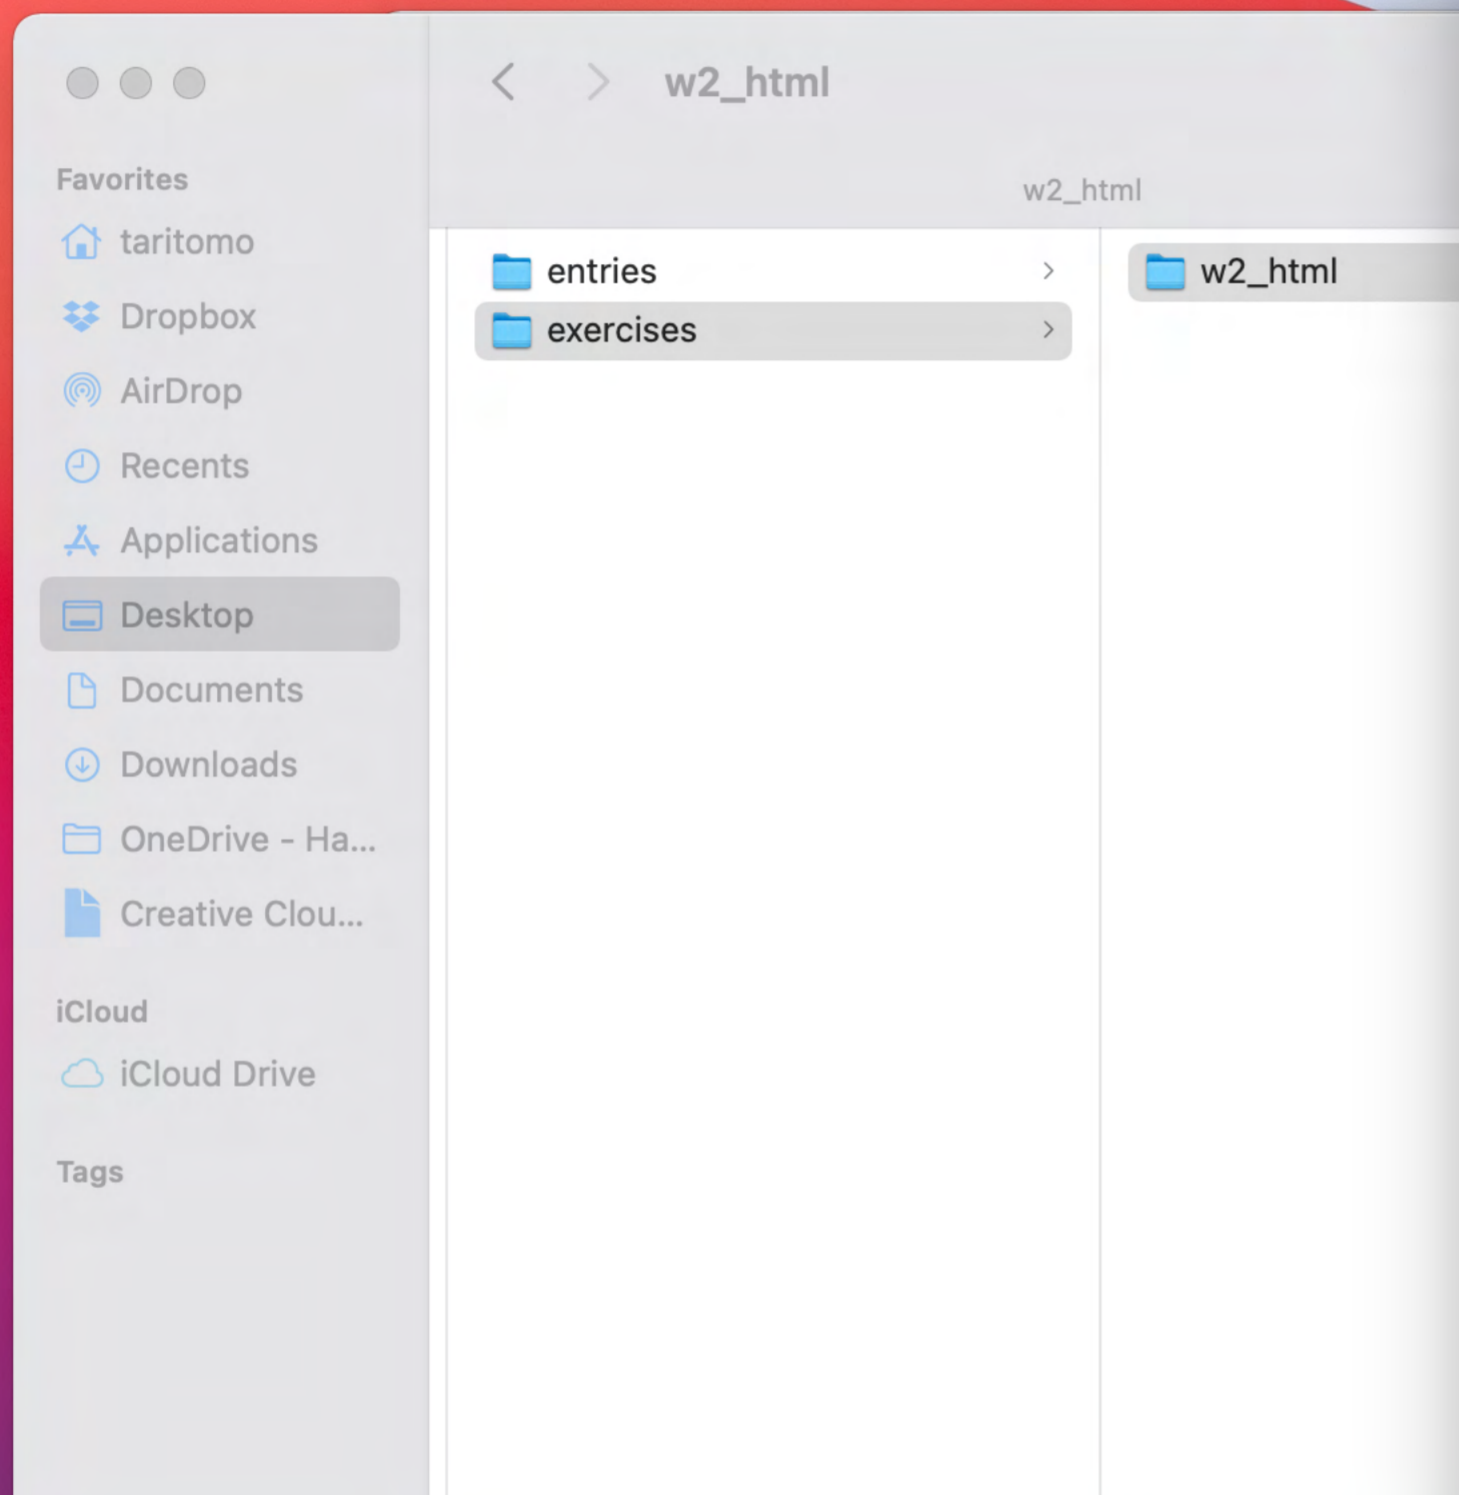 w2_html
Favorites
taritomo
Dropbox
AirDrop
Recents
Applications
Desktop
Documents
Downloads
OneDrive - Ha...
Creative Clou...
iCloud
iCloud Drive
Tags
w2_html
entries
exercises
w2_html